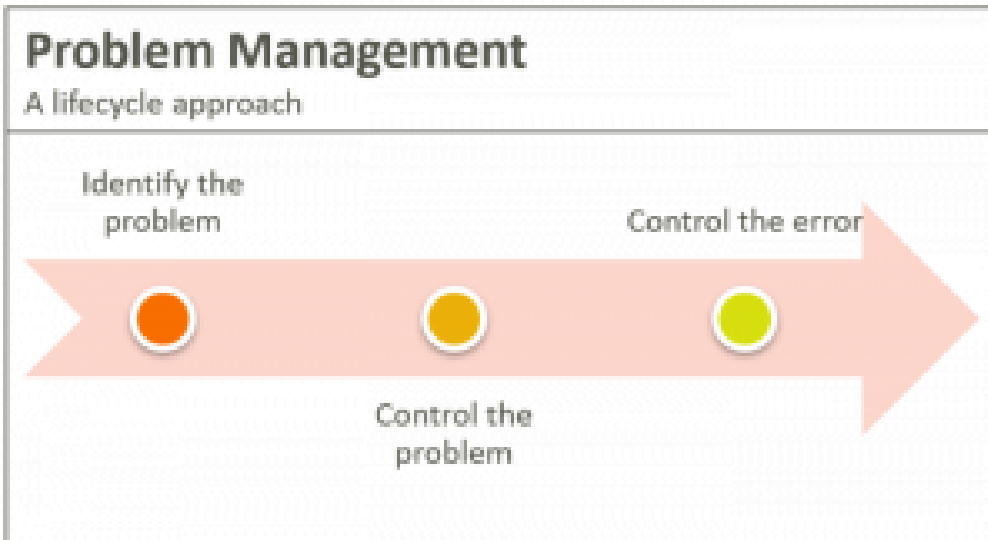 Problem Management
A lifecycle approach
Identify the
problem
Control the
problem
Control the error